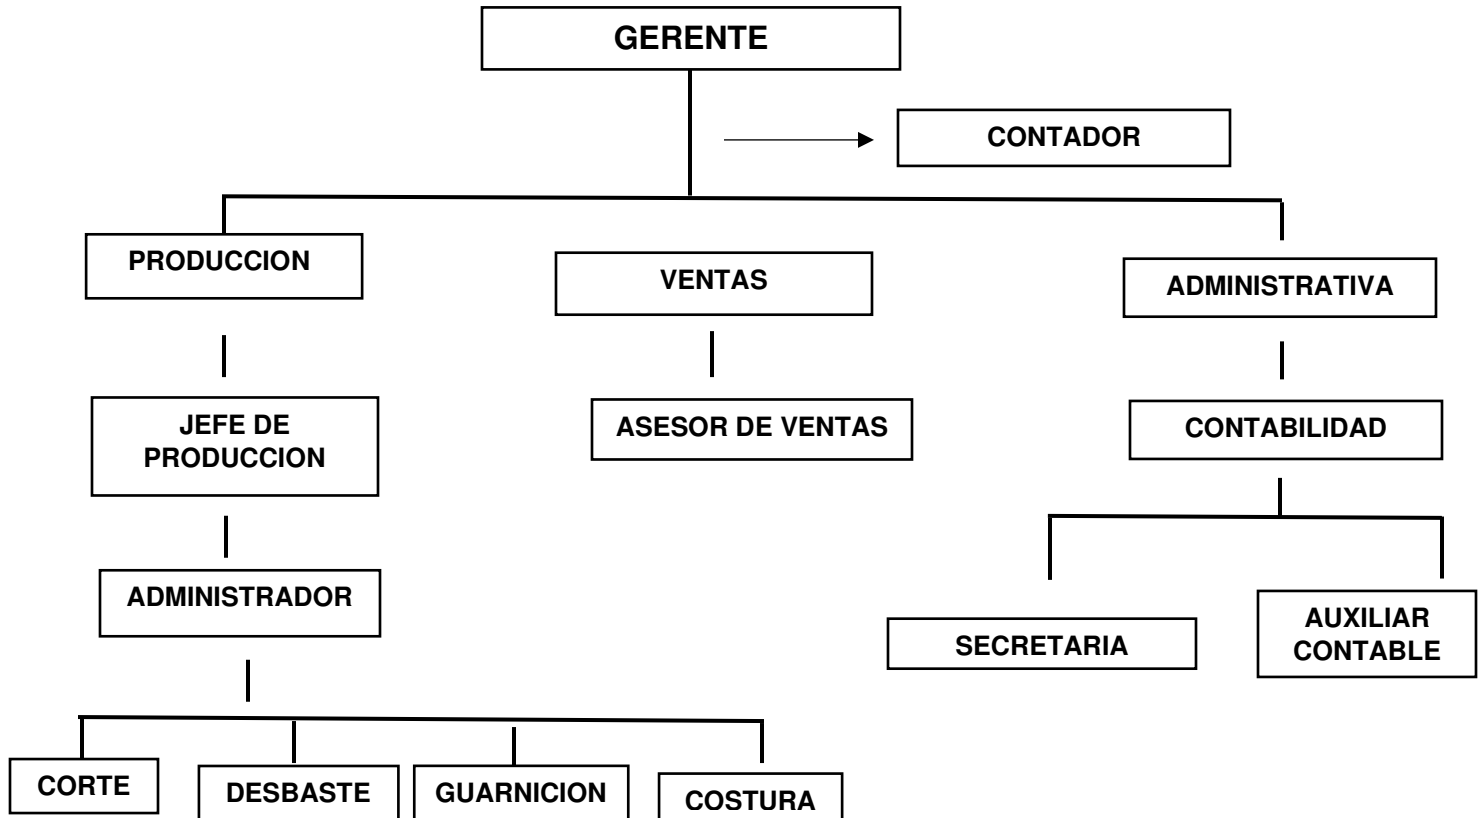 GERENTE
CONTADOR
PRODUCCION
VENTAS
ADMINISTRATIVA
JEFE DE
PRODUCCION
ASESOR DE VENTAS
CONTABILIDAD
ADMINISTRADOR
SECRETARIA
AUXILIAR
CONTABLE
CORTE
DESBASTE
GUARNICION
COSTURA